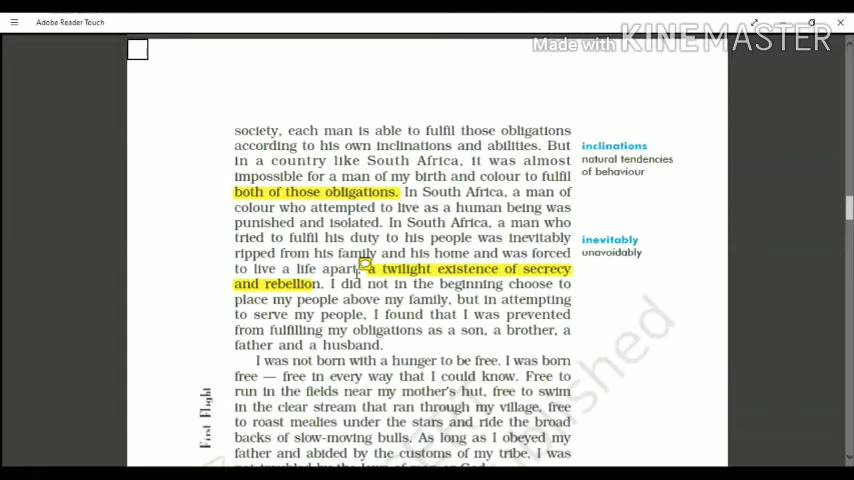 Adobe Reader Touch
Made with KINEMASTER
society, each man is able to fulfil those obligations
according to his own inclinations and abilities. But
in a country like South Africa, it was almost
impossible for a man of my birth and colour to fulfil
both of those obligations. In South Africa, a man of
colour who attempted to live as a human being was
punished and isolated. In South Africa, a man who
tried to fulfil his duty to his people was inevitably
ripped from his family and his home and was forced
to live a life apart, a twilight existence of secrecy
and rebellion. I did not in the beginning choose to
place my people above my family, but in attempting
to serve my people, I found that I was prevented
from fulfilling my obligations as a son, a brother, a
father and a husband.
I was not born with a hunger to be free. I was born
free — free in every way that I could know. Free to
run in the fields near my mother's hut, free to swim
in the clear stream that ran through my village, free
to roast mealies under the stars and ride the broad
backs of slow-moving bulls. As long as I obeyed my
father and abided by the customs of my tribe, I was
not troubled by the laws of man or God.
inclinations
natural tendencies
of behaviour
inevitably
unavoidably
First Flight